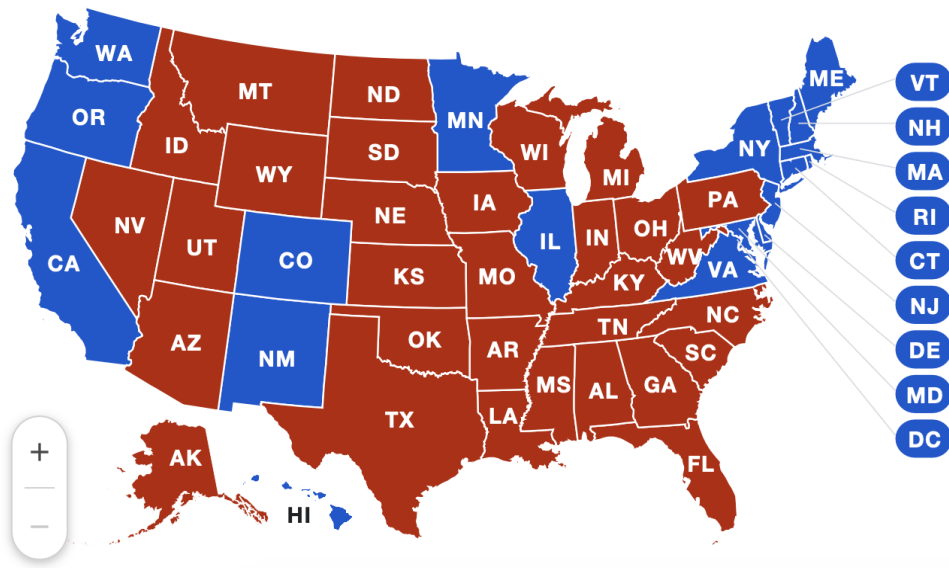 WA
ME
VT
MT
ND
OR
MN
NH
ID
SD
WI
NY
MA
WY
MI
IA
PA
RI
NE
NV
OH
UT
IL
IN
CO
WV
CT
CA
VA
KS
MO
KY
NJ
NC
TN
AZ
OK
AR
SC
DE
NM
MS
AL
GA
MD
TX
LA
DC
AK
FL
HI
+
−